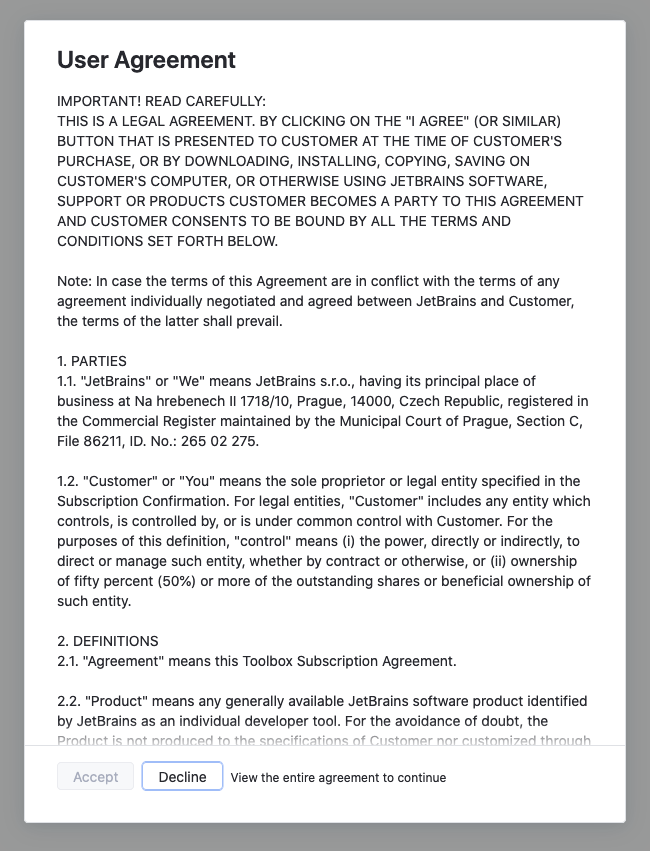 User Agreement
IMPORTANT! READ CAREFULLY:
THIS IS A LEGAL AGREEMENT. BY CLICKING ON THE "I AGREE" (OR SIMILAR)
BUTTON THAT IS PRESENTED TO CUSTOMER AT THE TIME OF CUSTOMER'S
PURCHASE, OR BY DOWNLOADING, INSTALLING, COPYING, SAVING ON
CUSTOMER'S COMPUTER, OR OTHERWISE USING JETBRAINS SOFTWARE,
SUPPORT OR PRODUCTS CUSTOMER BECOMES A PARTY TO THIS AGREEMENT
AND CUSTOMER CONSENTS TO BE BOUND BY ALL THE TERMS AND
CONDITIONS SET FORTH BELOW.
Note: In case the terms of this Agreement are in conflict with the terms of any
agreement individually negotiated and agreed between JetBrains and Customer,
the terms of the latter shall prevail.
1. PARTIES
1.1. "JetBrains" or "We" means JetBrains s.r.o., having its principal place of
business at Na hrebenech II 1718/10, Prague, 14000, Czech Republic, registered in
the Commercial Register maintained by the Municipal Court of Prague, Section C,
File 86211, ID. No.: 265 02 275.
1.2. "Customer" or "You" means the sole proprietor or legal entity specified in the
Subscription Confirmation. For legal entities, "Customer" includes any entity which
controls, is controlled by, or is under common control with Customer. For the
purposes of this definition, "control" means (i) the power, directly or indirectly, to
direct or manage such entity, whether by contract or otherwise, or (ii) ownership
of fifty percent (50%) or more of the outstanding shares or beneficial ownership of
such entity.
2. DEFINITIONS
2.1. "Agreement" means this Toolbox Subscription Agreement.
2.2. "Product" means any generally available JetBrains software product identified
by JetBrains as an individual developer tool. For the avoidance of doubt, the
Product is not produced to the specifications of Customer nor customized through
Accept
Decline
View the entire agreement to continue